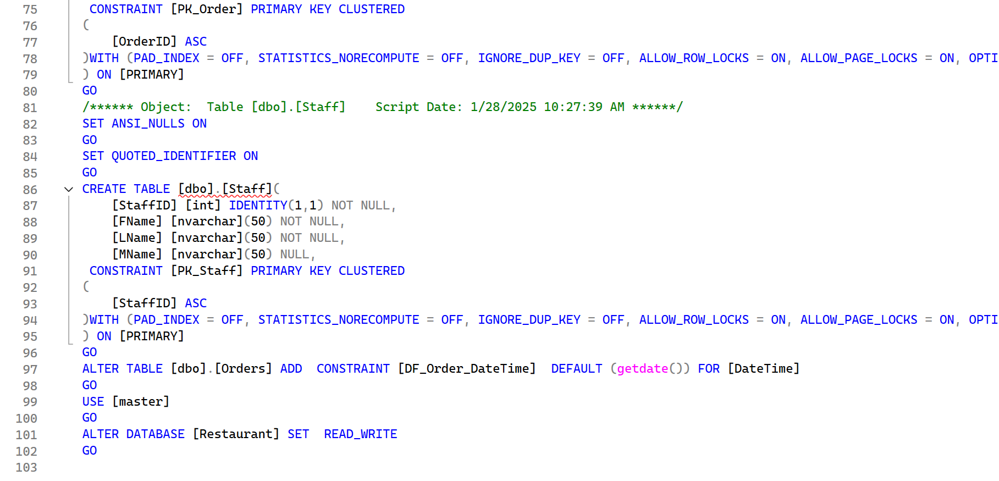 75 CONSTRAINT [PK_Order] PRIMARY KEY CLUSTERED
76 (
77 [OrderID] ASC
78 )WITH (PAD_INDEX = OFF, STATISTICS_NORECOMPUTE = OFF, IGNORE_DUP_KEY = OFF, ALLOW_ROW_LOCKS = ON, ALLOW_PAGE_LOCKS = ON, OPTI
79 ) ON [PRIMARY]
80 GO
81 /****** Object:  Table [dbo].[Staff]    Script Date: 1/28/2025 10:27:39 AM ******/
82 SET ANSI_NULLS ON
83 GO
84 SET QUOTED_IDENTIFIER ON
85 GO
86 CREATE TABLE [dbo].[Staff](
87 [StaffID] [int] IDENTITY(1,1) NOT NULL,
88 [FName] [nvarchar](50) NOT NULL,
89 [LName] [nvarchar](50) NOT NULL,
90 [MName] [nvarchar](50) NULL,
91 CONSTRAINT [PK_Staff] PRIMARY KEY CLUSTERED
92 (
93 [StaffID] ASC
94 )WITH (PAD_INDEX = OFF, STATISTICS_NORECOMPUTE = OFF, IGNORE_DUP_KEY = OFF, ALLOW_ROW_LOCKS = ON, ALLOW_PAGE_LOCKS = ON, OPTI
95 ) ON [PRIMARY]
96 GO
97 ALTER TABLE [dbo].[Orders] ADD  CONSTRAINT [DF_Order_DateTime]  DEFAULT (getdate()) FOR [DateTime]
98 GO
99 USE [master]
100 GO
101 ALTER DATABASE [Restaurant] SET  READ_WRITE
102 GO
103